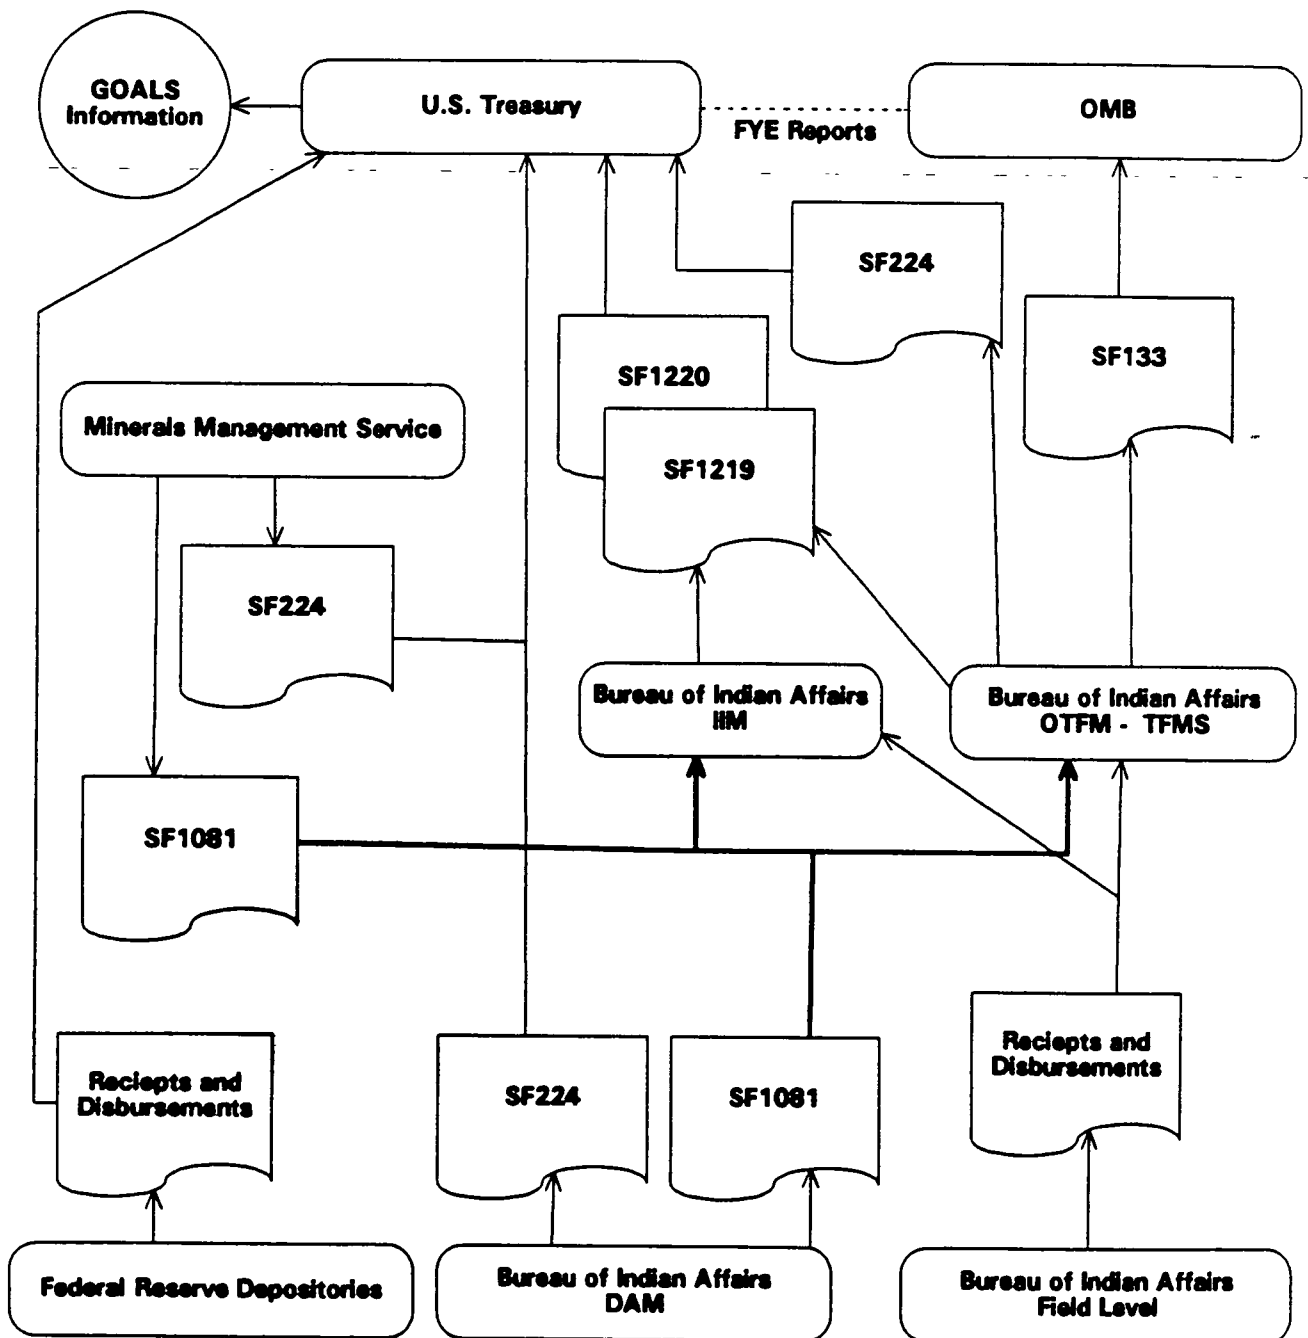 GOALS
Information
U.S. Treasury
FYE Reports
OMB
SF224
SF133
SF1220
SF1219
Minerals Management Service
SF224
Bureau of Indian Affairs
IIM
Bureau of Indian Affairs
OTFM - TFMS
SF1081
Reciepts and
Disbursements
SF224
SF1081
Reciepts and
Disbursements
Federal Reserve Depositories
Bureau of Indian Affairs
DAM
Bureau of Indian Affairs
Field Level